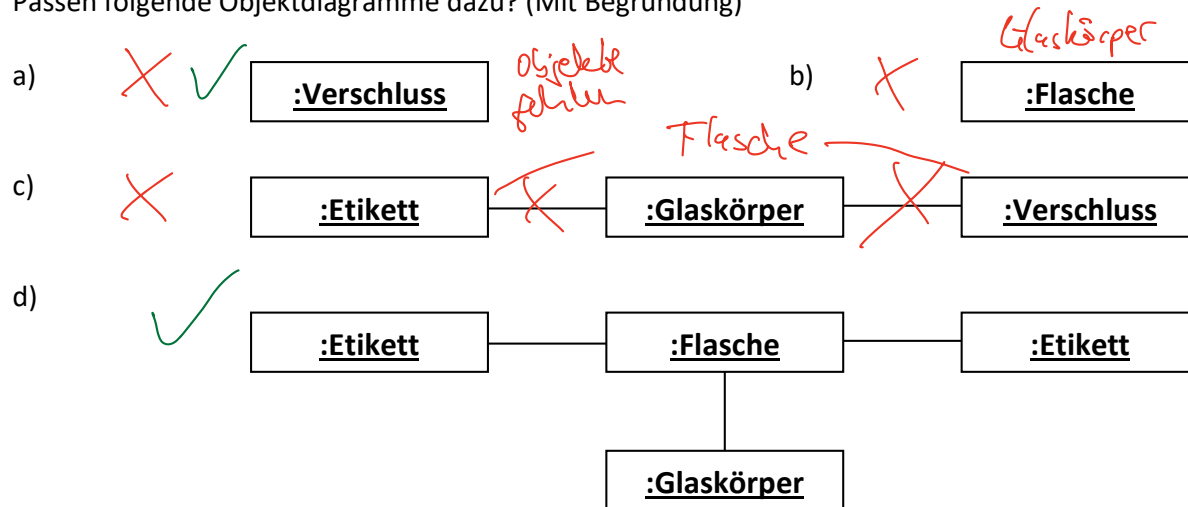 Passen folgende Objektdiagramme dazu? (Mit Begründung)
a) :Verschluss Objekte fehlen
b) :Flasche Glaskörper
Flasche
c) :Etikett :Glaskörper :Verschluss
d)
:Etikett :Flasche :Etikett
:Glaskörper